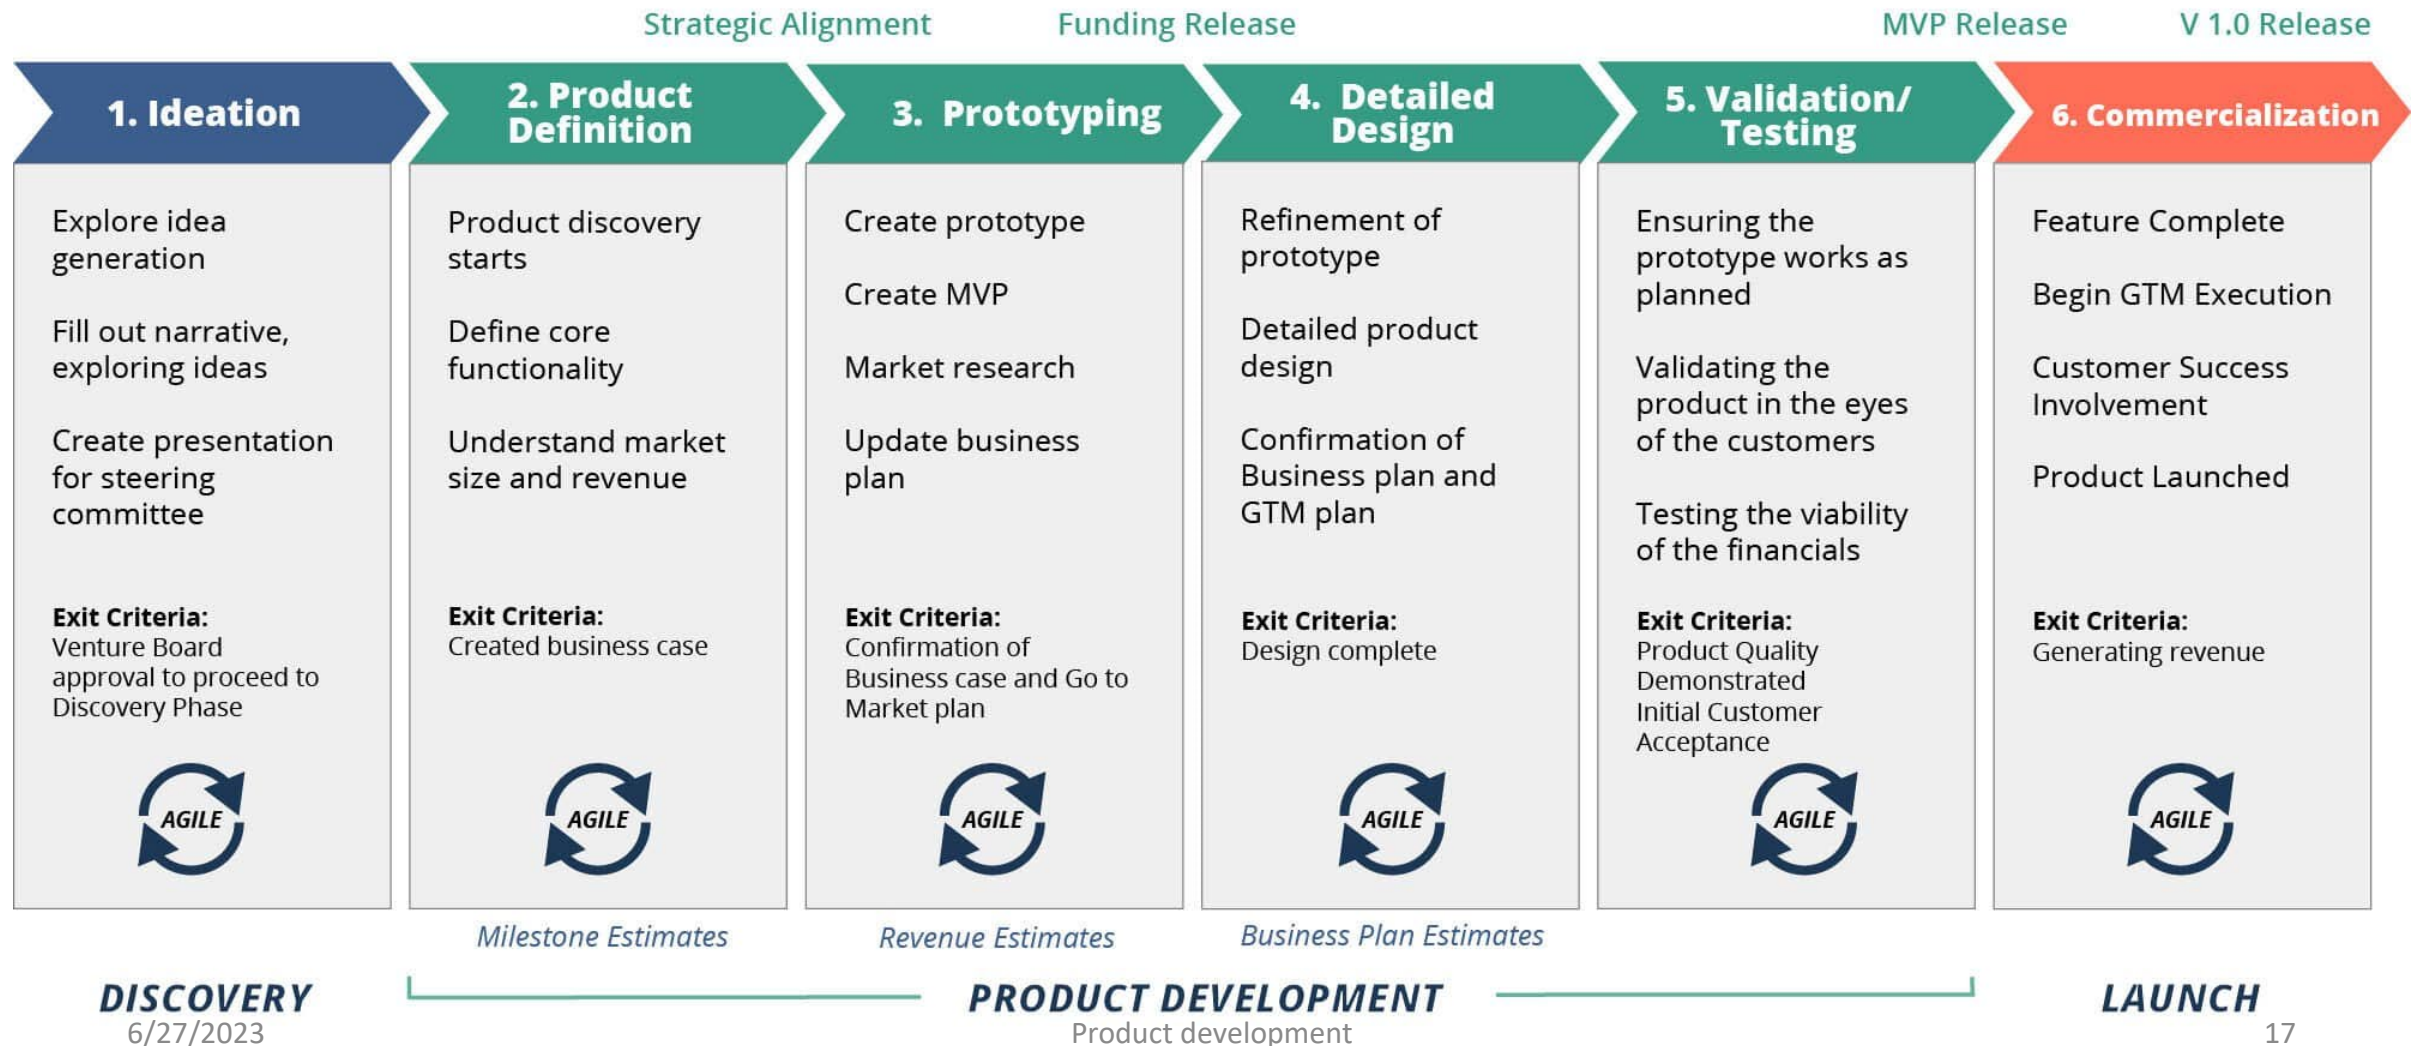 Strategic Alignment
Funding Release
MVP Release
V 1.0 Release
1. Ideation
Explore idea
generation
Fill out narrative,
exploring ideas
Create presentation
for steering
committee
Exit Criteria:
Venture Board
approval to proceed to
Discovery Phase
AGILE
2. Product
Definition
Product discovery
starts
Define core
functionality
Understand market
size and revenue
Exit Criteria:
Created business case
AGILE
Milestone Estimates
3. Prototyping
Create prototype
Create MVP
Market research
Update business
plan
Exit Criteria:
Confirmation of
Business case and Go to
Market plan
AGILE
Revenue Estimates
4. Detailed
Design
Refinement of
prototype
Detailed product
design
Confirmation of
Business plan and
GTM plan
Exit Criteria:
Design complete
AGILE
Business Plan Estimates
5. Validation/
Testing
Ensuring the
prototype works as
planned
Validating the
product in the eyes
of the customers
Testing the viability
of the financials
Exit Criteria:
Product Quality
Demonstrated
Initial Customer
Acceptance
AGILE
6. Commercialization
Feature Complete
Begin GTM Execution
Customer Success
Involvement
Product Launched
Exit Criteria:
Generating revenue
AGILE
DISCOVERY
PRODUCT DEVELOPMENT
LAUNCH
6/27/2023
Product development
17